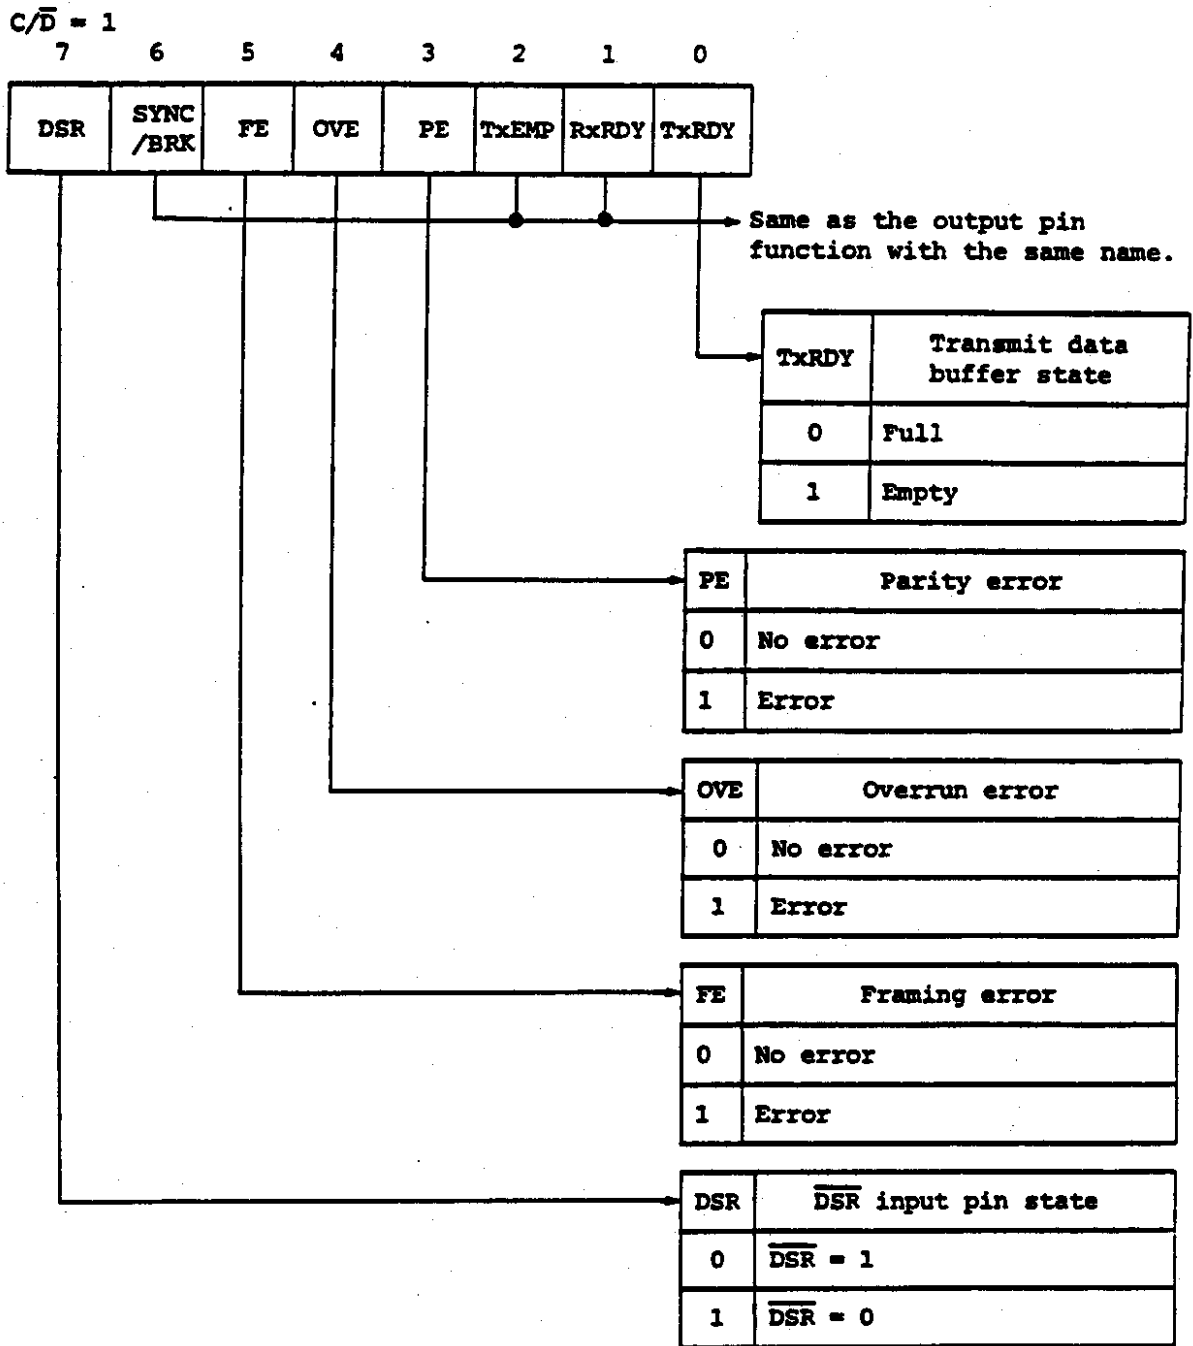 C/D̅ = 1
7 6 5 4 3 2 1 0
DSR SYNC /BRK FE OVE PE TxEMP RxRDY TxRDY
Same as the output pin
function with the same name.
TxRDY Transmit data
buffer state
0 Full
1 Empty
PE Parity error
0 No error
1 Error
OVE Overrun error
0 No error
1 Error
FE Framing error
0 No error
1 Error
DSR D̅S̅R̅ input pin state
0 D̅S̅R̅ = 1
1 D̅S̅R̅ = 0